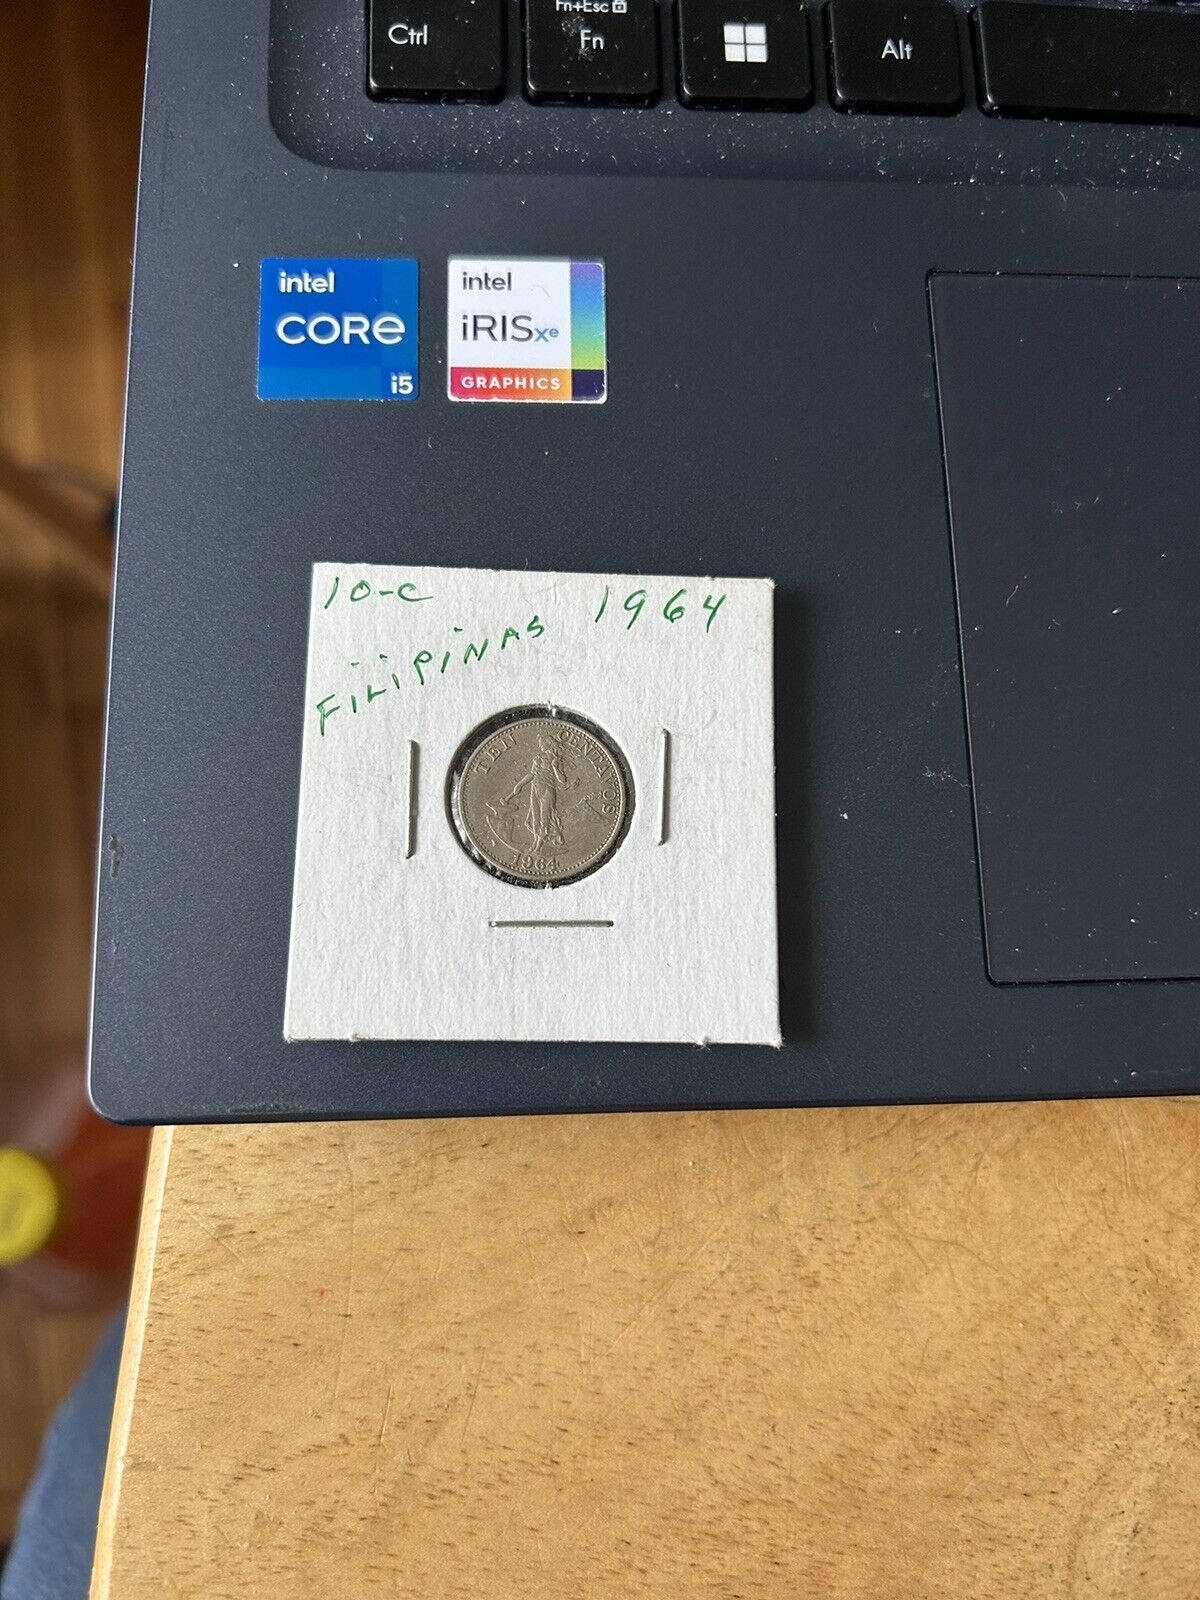 Fn+Esc
Ctrl
Fn
Alt
intel
CORE
i5
intel
iRISxe
GRAPHICS
10-C
FiLiPiNAS 1964
TEN CENTAVOS
1964